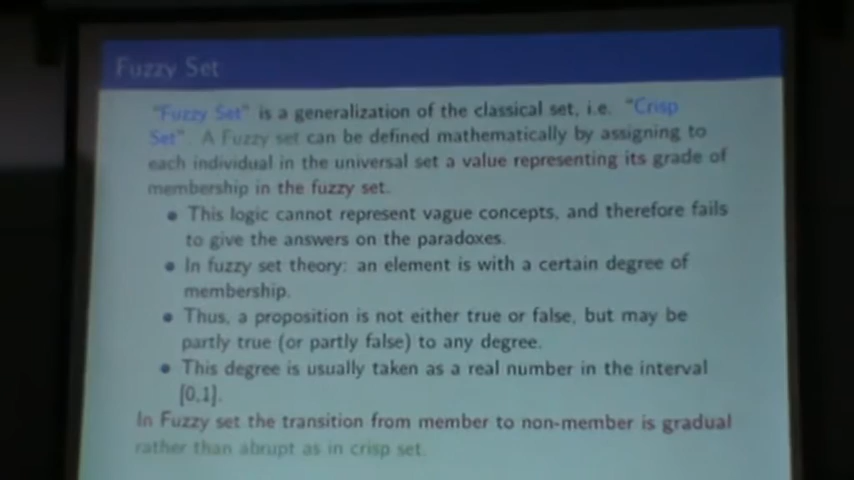 Fuzzy Set
"Fuzzy Set" is a generalization of the classical set, i.e. "Crisp
Set". A Fuzzy set can be defined mathematically by assigning to
each individual in the universal set a value representing its grade of
membership in the fuzzy set.
This logic cannot represent vague concepts, and therefore fails
to give the answers on the paradoxes.
In fuzzy set theory: an element is with a certain degree of
membership.
Thus, a proposition is not either true or false, but may be
partly true (or partly false) to any degree.
This degree is usually taken as a real number in the interval
[0,1].
In Fuzzy set the transition from member to non-member is gradual
rather than abrupt as in crisp set.